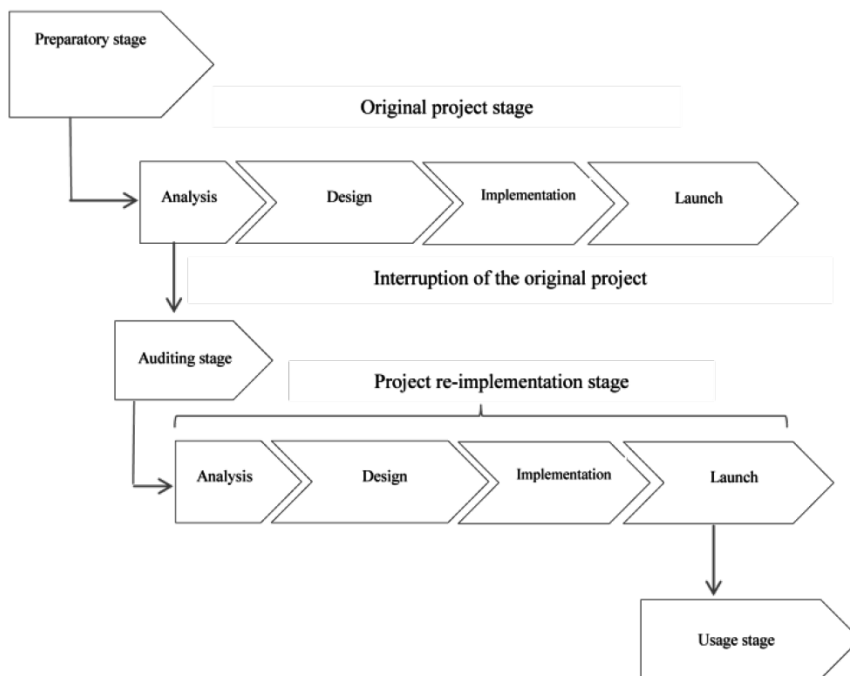 Preparatory stage
Original project stage
Analysis
Design
Implementation
Launch
Interruption of the original project
Auditing stage
Project re-implementation stage
Analysis
Design
Implementation
Launch
Usage stage